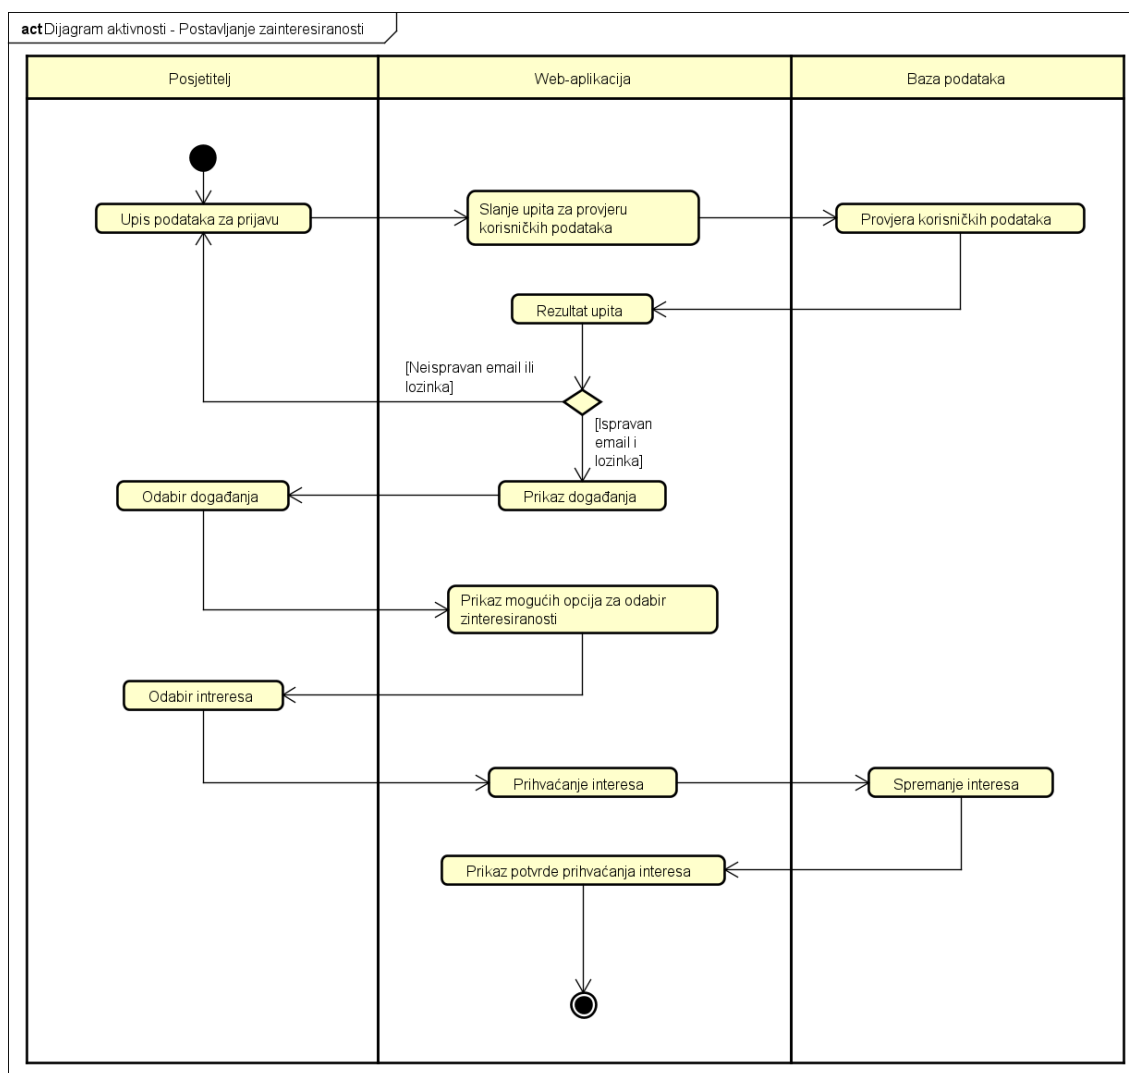 act Dijagram aktivnosti - Postavljanje zainteresiranosti
Posjetitelj
Web-aplikacija
Baza podataka
Upis podataka za prijavu
Slanje upita za provjeru
korisničkih podataka
Provjera korisničkih podataka
Rezultat upita
[Neispravan email ili
lozinka]
[Ispravan
email i
lozinka]
Odabir događanja
Prikaz događanja
Prikaz mogućih opcija za odabir
zinteresiranosti
Odabir intreresa
Prihvaćanje interesa
Spremanje interesa
Prikaz potvrde prihvaćanja interesa